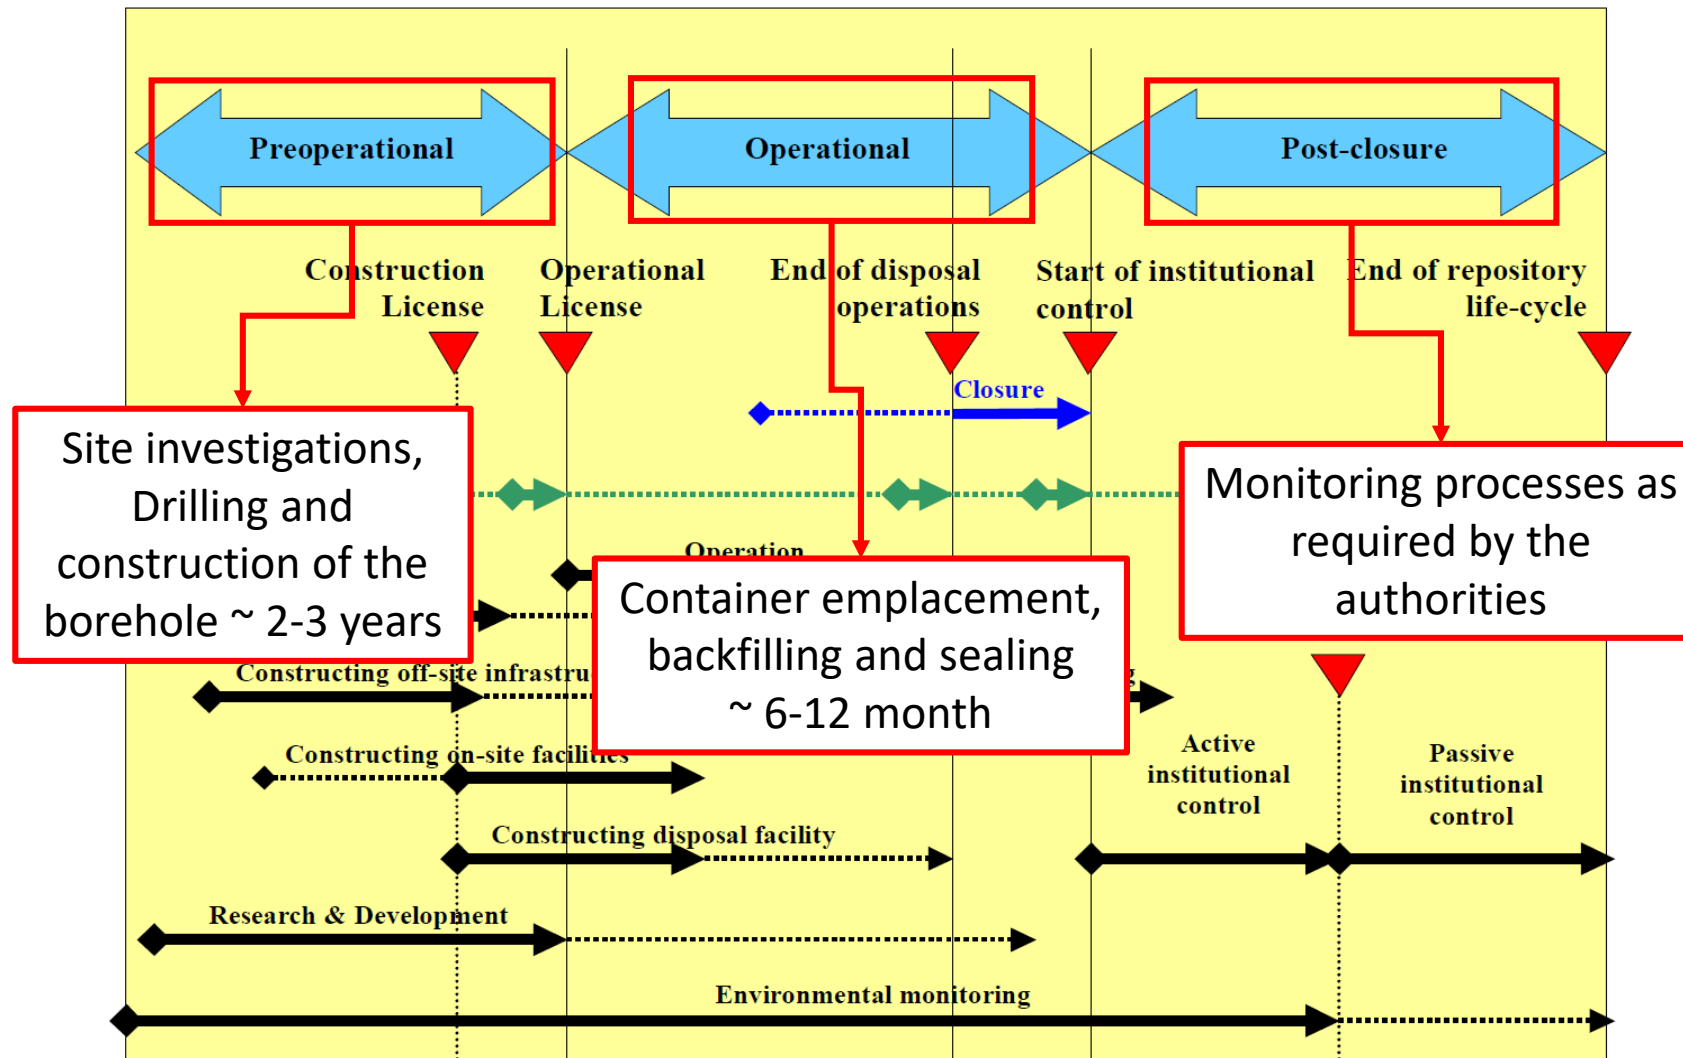 Preoperational
Operational
Post-closure
Construction
License
Operational
License
End of disposal
operations
Start of institutional
control
End of repository
life-cycle
Closure
Site investigations,
Drilling and
construction of the
borehole ~ 2-3 years
Monitoring processes as
required by the
authorities
Operation
Container emplacement,
backfilling and sealing
~ 6-12 month
Constructing off-site
Constructing on-site facilities
Active
institutional
control
Passive
institutional
control
Constructing disposal facility
Research & Development
Environmental monitoring